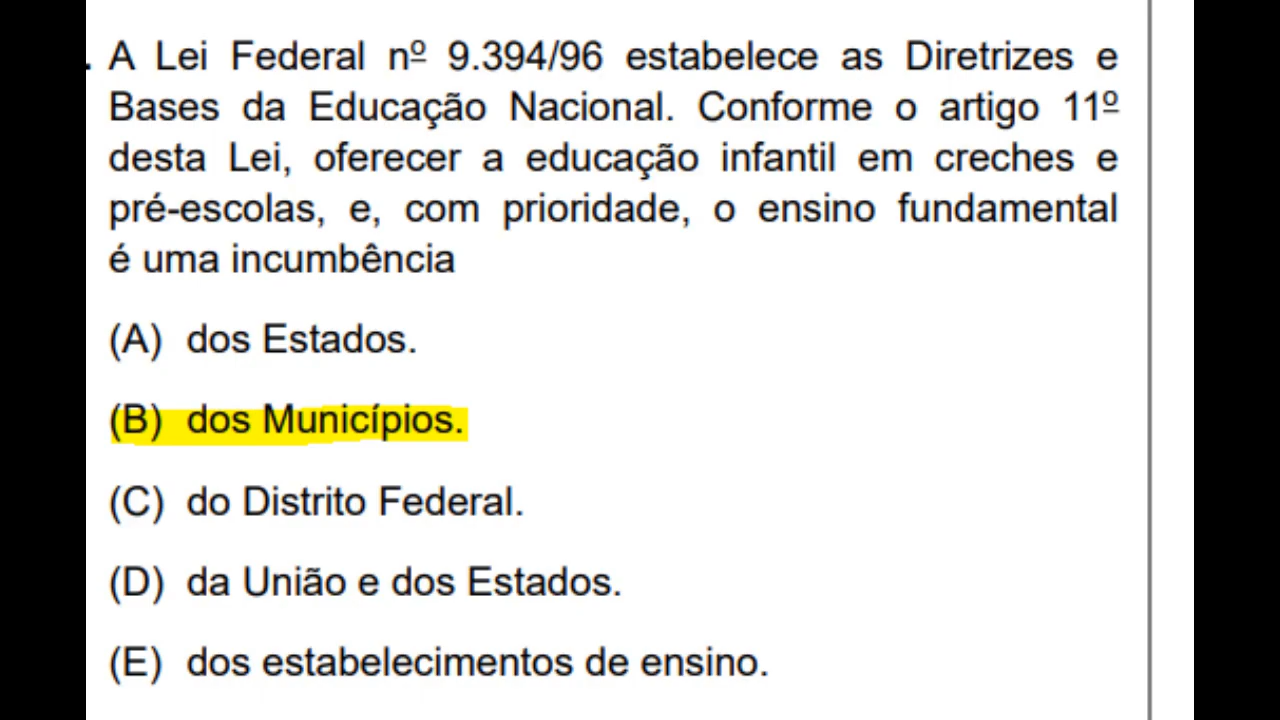 . A Lei Federal nº 9.394/96 estabelece as Diretrizes e
Bases da Educação Nacional. Conforme o artigo 11º
desta Lei, oferecer a educação infantil em creches e
pré-escolas, e, com prioridade, o ensino fundamental
é uma incumbência
(A) dos Estados.
(B) dos Municípios.
(C) do Distrito Federal.
(D) da União e dos Estados.
(E) dos estabelecimentos de ensino.